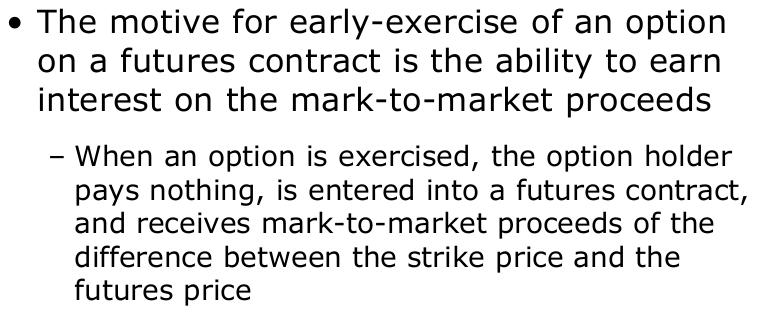 • The motive for early-exercise of an option
on a futures contract is the ability to earn
interest on the mark-to-market proceeds
– When an option is exercised, the option holder
pays nothing, is entered into a futures contract,
and receives mark-to-market proceeds of the
difference between the strike price and the
futures price